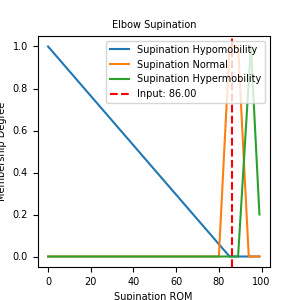 Elbow Supination
Supination Hypomobility
Supination Normal
Supination Hypermobility
Input: 86.00
Membership Degree
1.0
0.8
0.6
0.4
0.2
0.0
0 20 40 60 80 100
Supination ROM